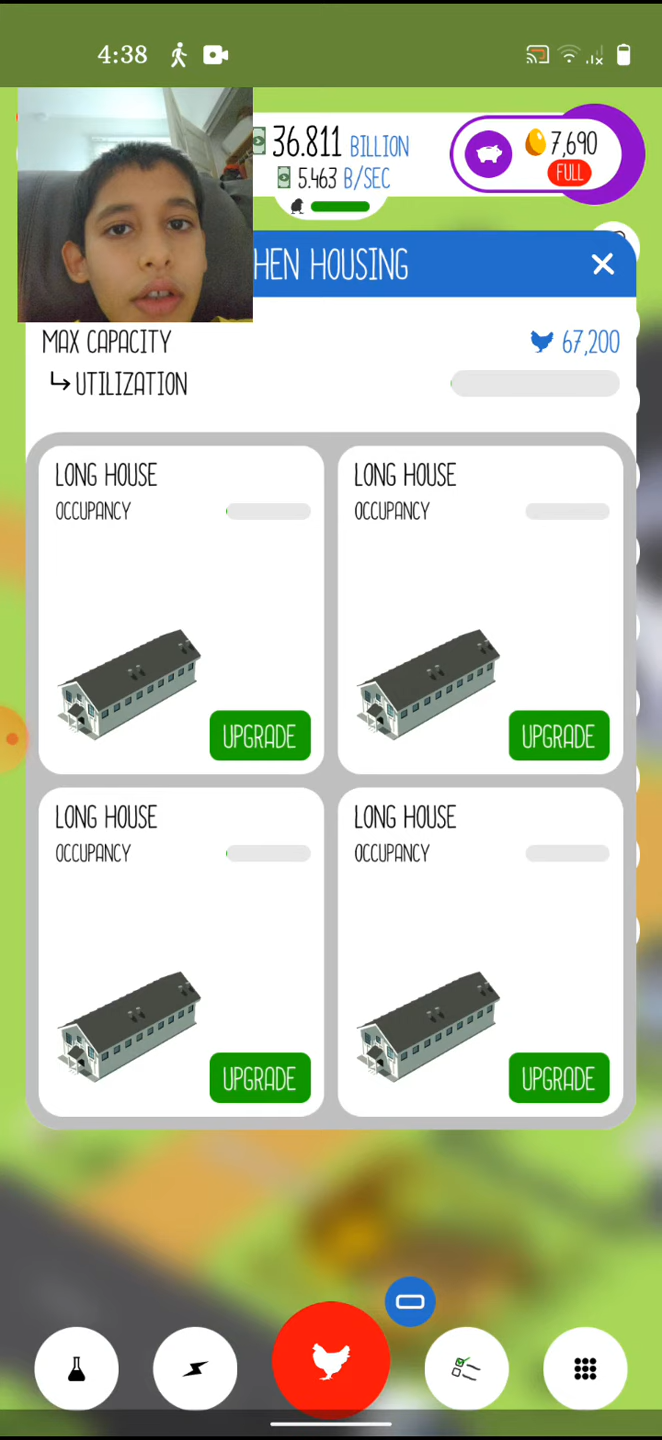 4:38
36.811 BILLION
5.463 B/SEC
7,690
FULL
HEN HOUSING
MAX CAPACITY
67,200
UTILIZATION
LONG HOUSE
OCCUPANCY
UPGRADE
LONG HOUSE
OCCUPANCY
UPGRADE
LONG HOUSE
OCCUPANCY
UPGRADE
LONG HOUSE
OCCUPANCY
UPGRADE